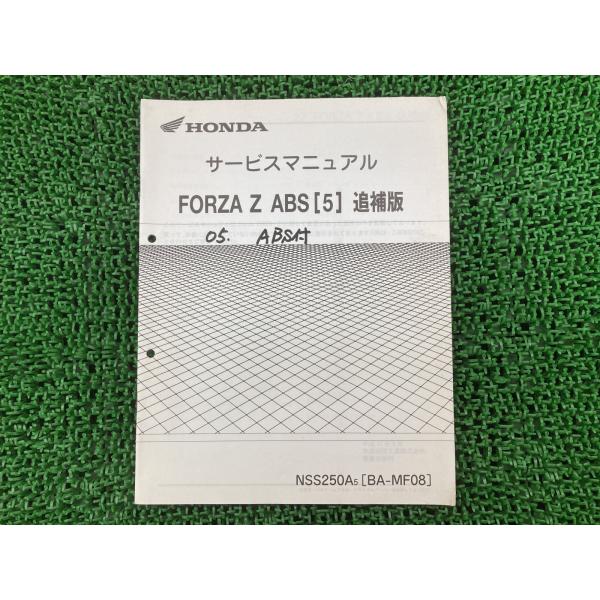 HONDA
サービスマニュアル
FORZA Z ABS[5] 追補版
05. ABS付
NSS250A5 [BA-MF08]